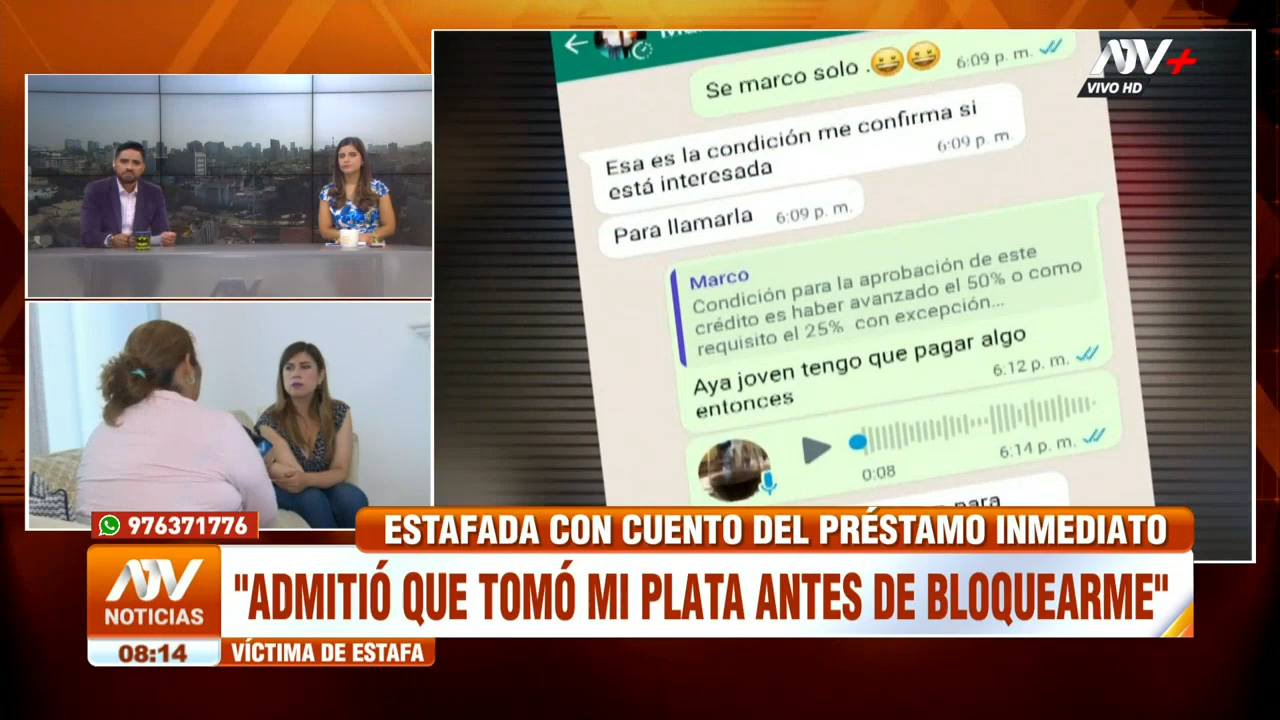 ATV+
VIVO HD
Se marco solo .😄😄 6:09 p. m.
Esa es la condición me confirma si
está interesada 6:09 p. m.
Para llamarla 6:09 p. m.
Marco
Condición para la aprobación de este
crédito es haber avanzado el 50% o como
requisito el 25% con excepción...
Aya joven tengo que pagar algo
entonces 6:12 p. m.
0:08 6:14 p. m.
para
976371776
ESTAFADA CON CUENTO DEL PRÉSTAMO INMEDIATO
ATV
NOTICIAS
"ADMITIÓ QUE TOMÓ MI PLATA ANTES DE BLOQUEARME"
08:14
VÍCTIMA DE ESTAFA